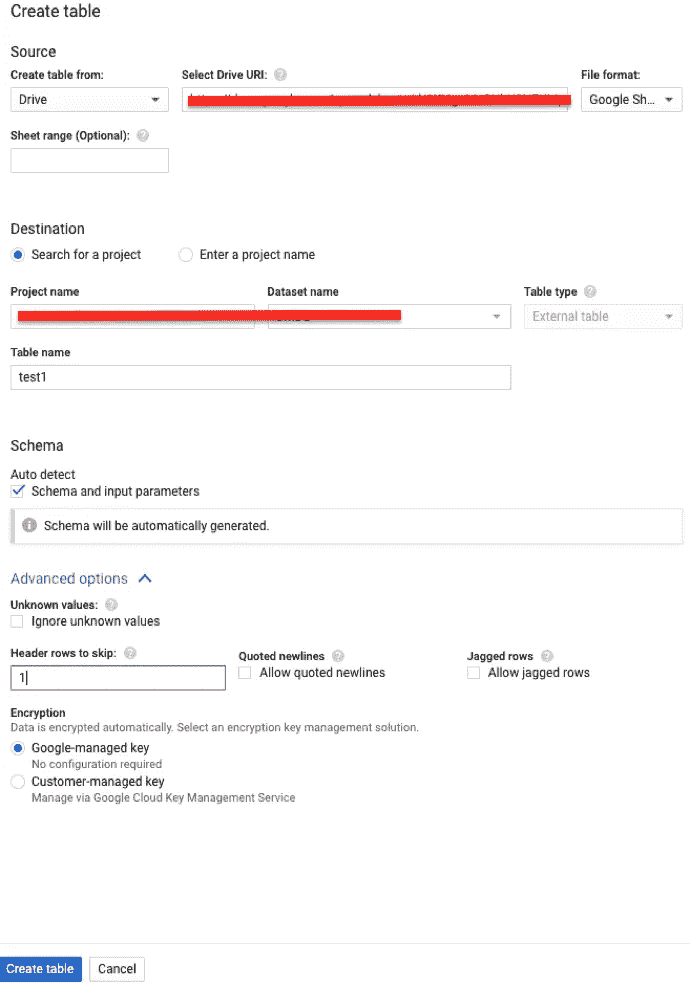 Create table
Source
Create table from: Select Drive URI: File format:
Drive Google Sh...
Sheet range (Optional):
Destination
Search for a project Enter a project name
Project name Dataset name Table type
External table
Table name
test1
Schema
Auto detect
Schema and input parameters
Schema will be automatically generated.
Advanced options
Unknown values:
Ignore unknown values
Header rows to skip: Quoted newlines Jagged rows
1 Allow quoted newlines Allow jagged rows
Encryption
Data is encrypted automatically. Select an encryption key management solution.
Google-managed key
No configuration required
Customer-managed key
Manage via Google Cloud Key Management Service
Create table Cancel